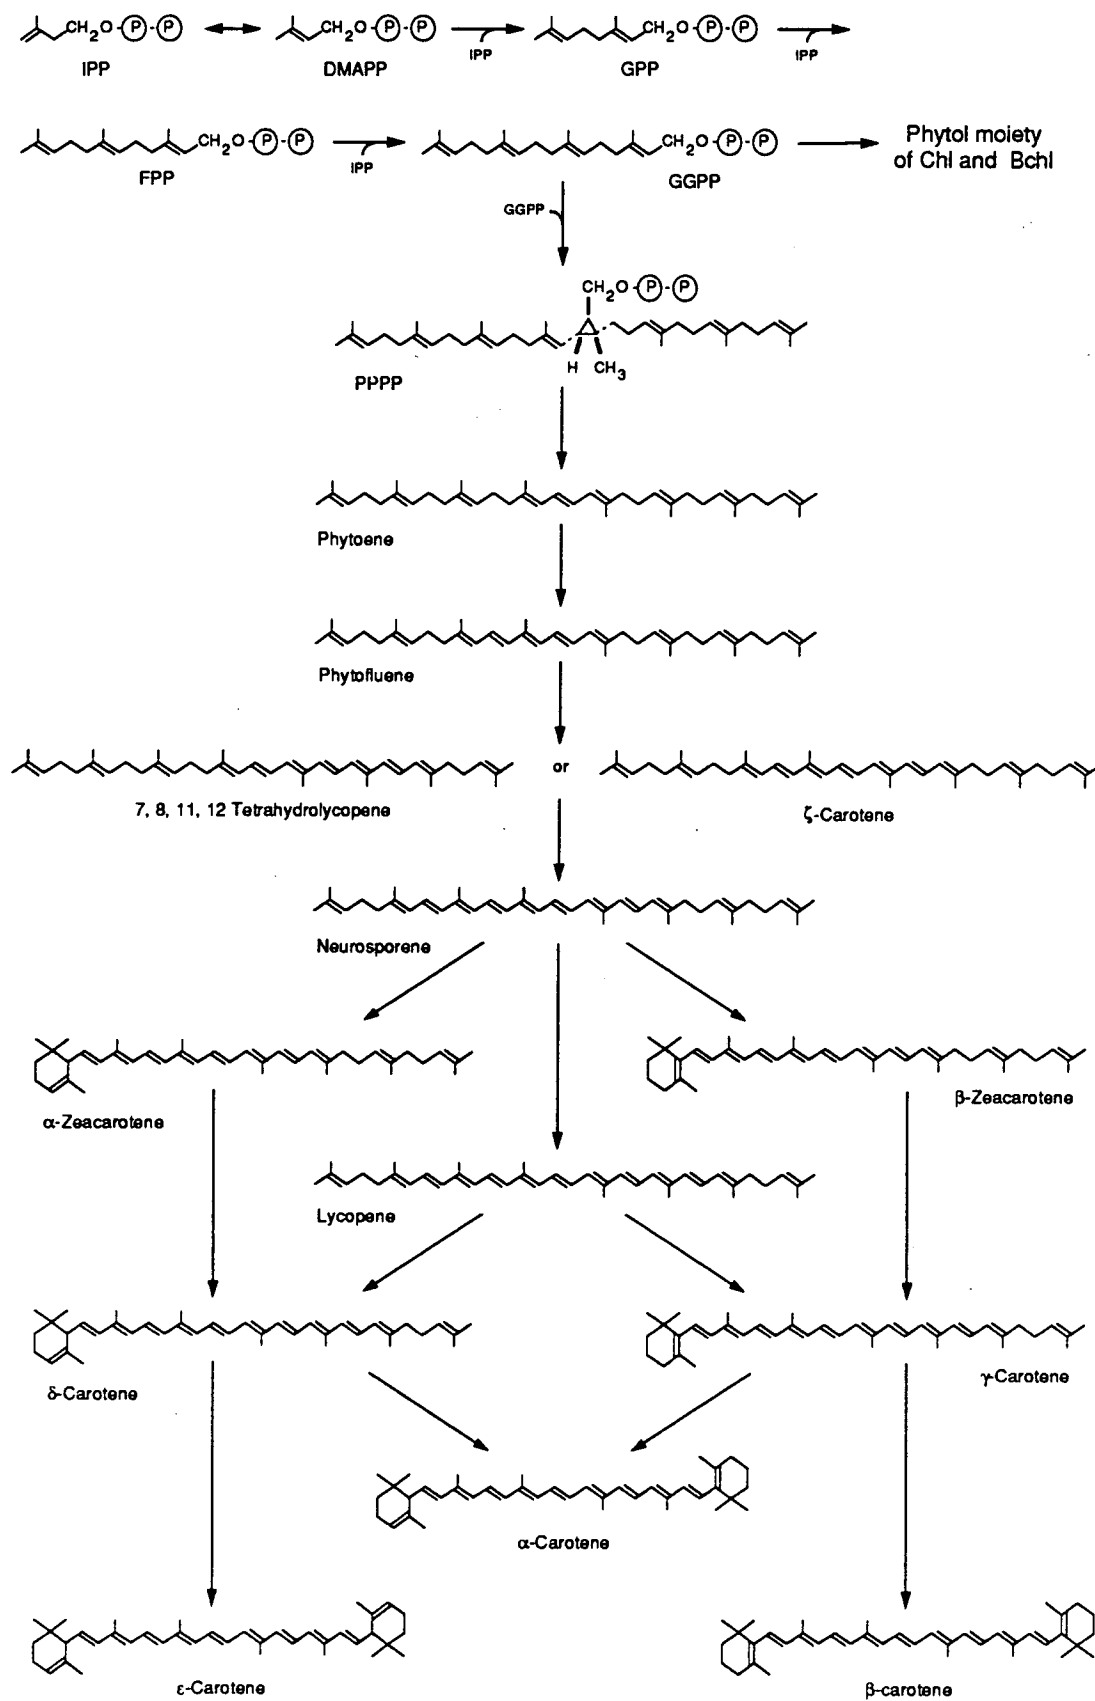 CH2O-P-P CH2O-P-P CH2O-P-P
IPP DMAPP IPP GPP IPP
CH2O-P-P CH2O-P-P Phytol moiety
of Chl and Bchl
FPP IPP GGPP
GGPP
CH2O-P-P
H CH3
PPPP
Phytoene
Phytofluene
or
7, 8, 11, 12 Tetrahydrolycopene ζ-Carotene
Neurosporene
α-Zeacarotene β-Zeacarotene
Lycopene
δ-Carotene γ-Carotene
α-Carotene
ε-Carotene β-carotene